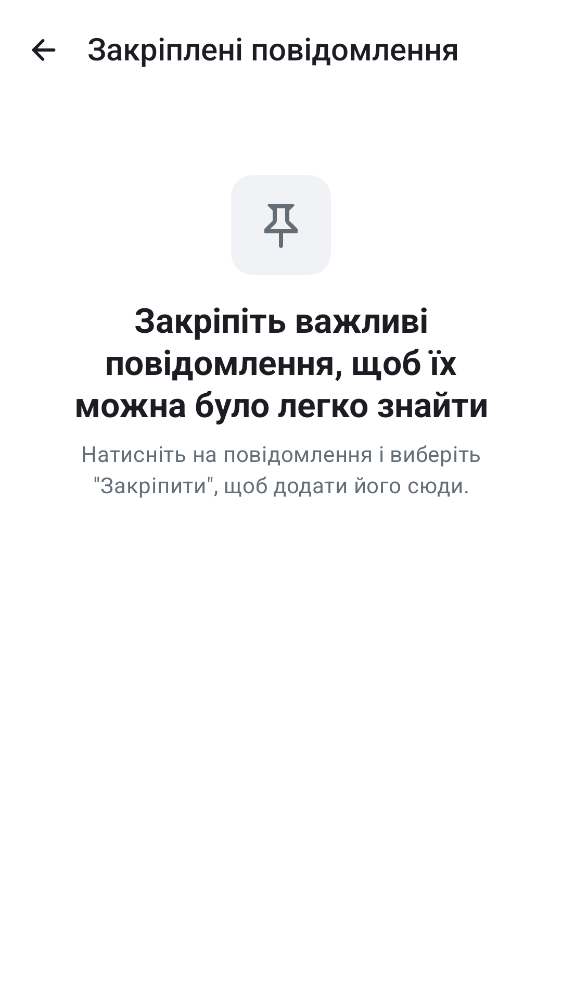 Закріплені повідомлення
Закріпіть важливі
повідомлення, щоб їх
можна було легко знайти
Натисніть на повідомлення і виберіть
"Закріпити", щоб додати його сюди.